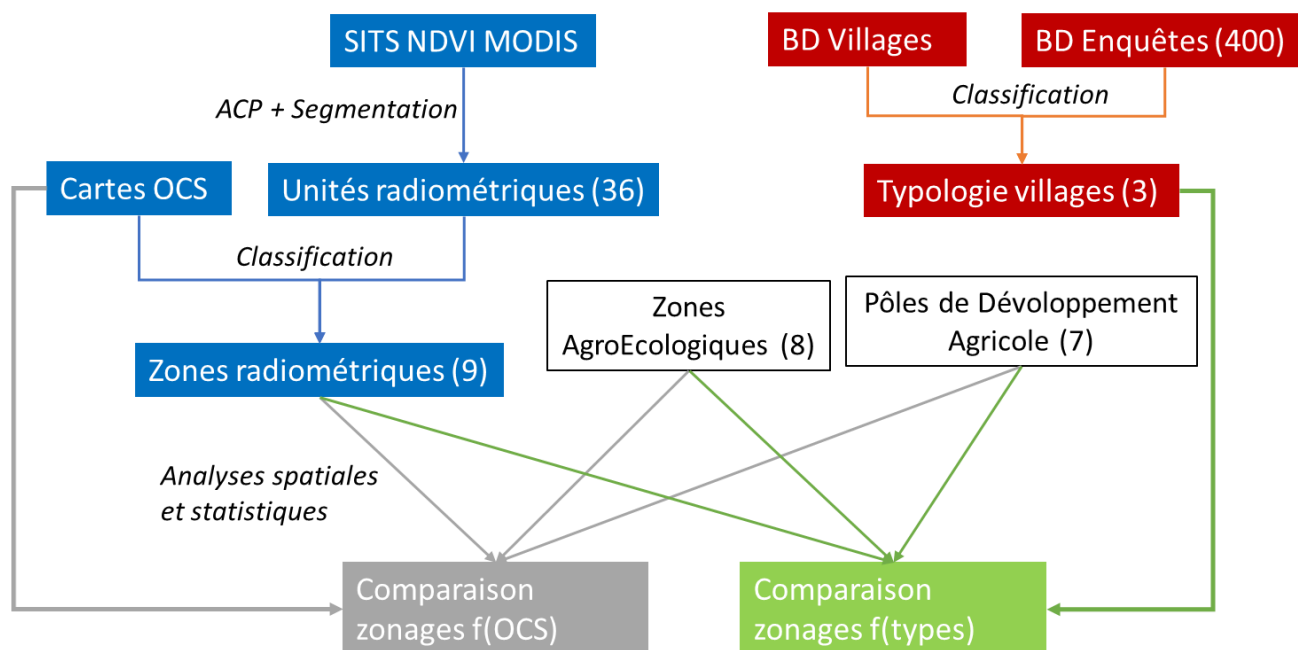 SITS NDVI MODIS
BD Villages
BD Enquêtes (400)
ACP + Segmentation
Classification
Cartes OCS
Unités radiométriques (36)
Typologie villages (3)
Classification
Zones
AgroEcologiques (8)
Pôles de Dévoloppement
Agricole (7)
Zones radiométriques (9)
Analyses spatiales
et statistiques
Comparaison
zonages f(OCS)
Comparaison
zonages f(types)